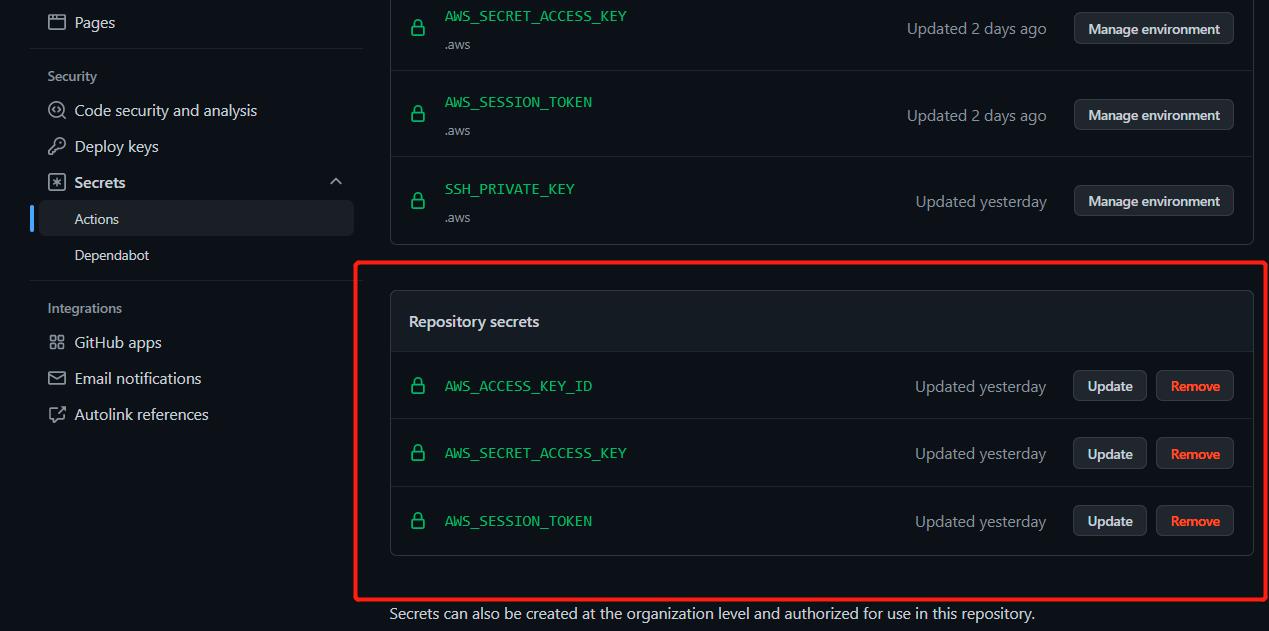 Pages
Security
Code security and analysis
Deploy keys
Secrets
Actions
Dependabot
Integrations
GitHub apps
Email notifications
Autolink references
AWS_SECRET_ACCESS_KEY
.aws
Updated 2 days ago
Manage environment
AWS_SESSION_TOKEN
.aws
Updated 2 days ago
Manage environment
SSH_PRIVATE_KEY
.aws
Updated yesterday
Manage environment
Repository secrets
AWS_ACCESS_KEY_ID Updated yesterday Update Remove
AWS_SECRET_ACCESS_KEY Updated yesterday Update Remove
AWS_SESSION_TOKEN Updated yesterday Update Remove
Secrets can also be created at the organization level and authorized for use in this repository.